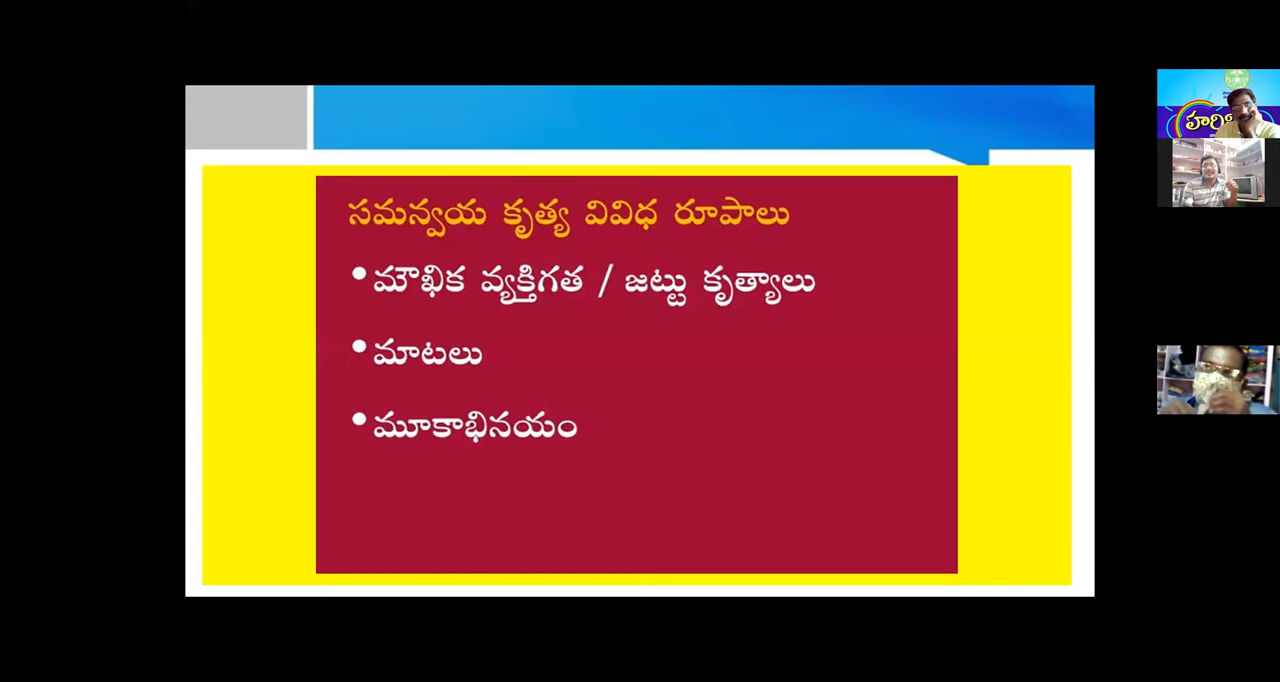 సమన్వయ కృత్య వివిధ రూపాలు
•మౌఖిక వ్యక్తిగత / జట్టు కృత్యాలు
•మాటలు
•మూకాభినయం